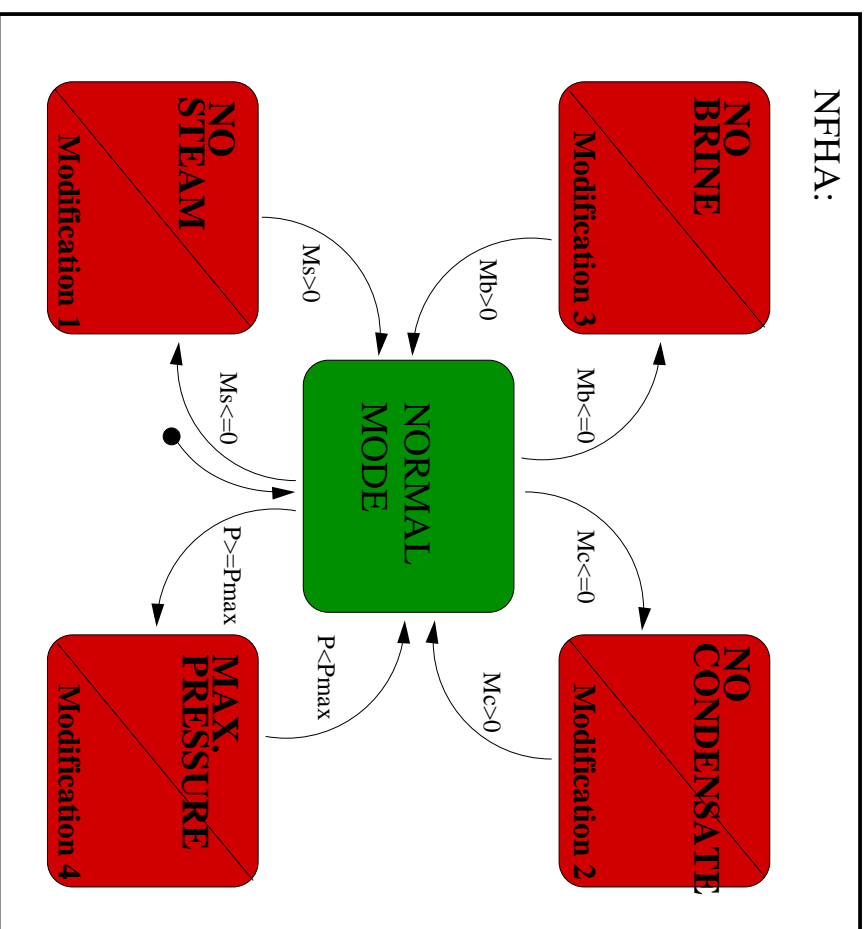 NFHA:
NO
BRINE
Modification 3
Mb>0
Mb<=0
NO
CONDENSATE
Modification 2
Mc<=0
Mc>0
NORMAL
MODE
NO
STEAM
Modification 1
Ms>0
Ms<=0
MAX.
PRESSURE
Modification 4
P>=Pmax
P<Pmax